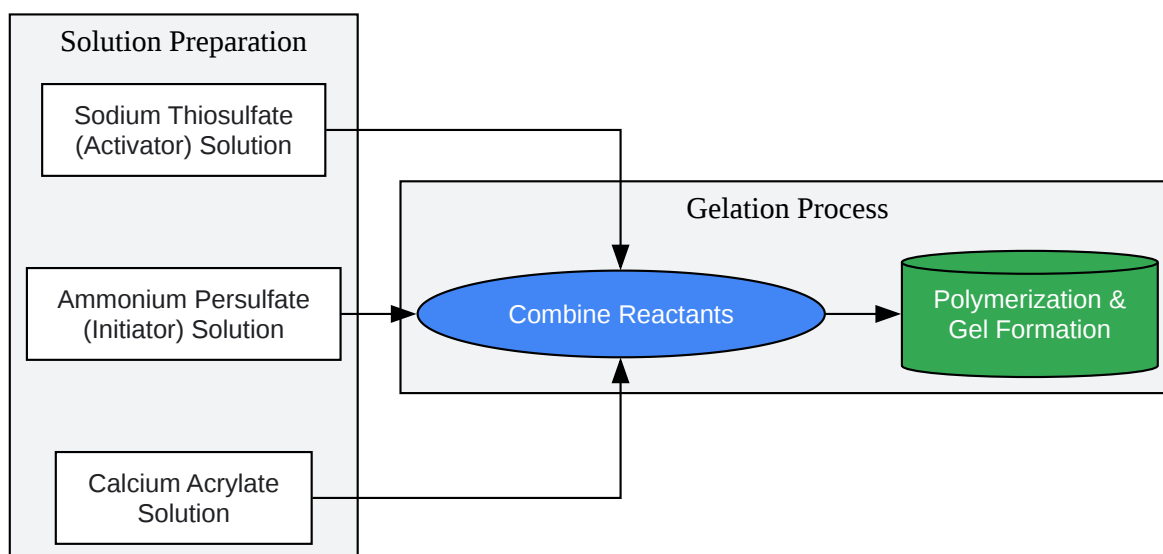 Solution Preparation
Sodium Thiosulfate
(Activator) Solution
Gelation Process
Ammonium Persulfate
(Initiator) Solution
Combine Reactants
Polymerization &
Gel Formation
Calcium Acrylate
Solution